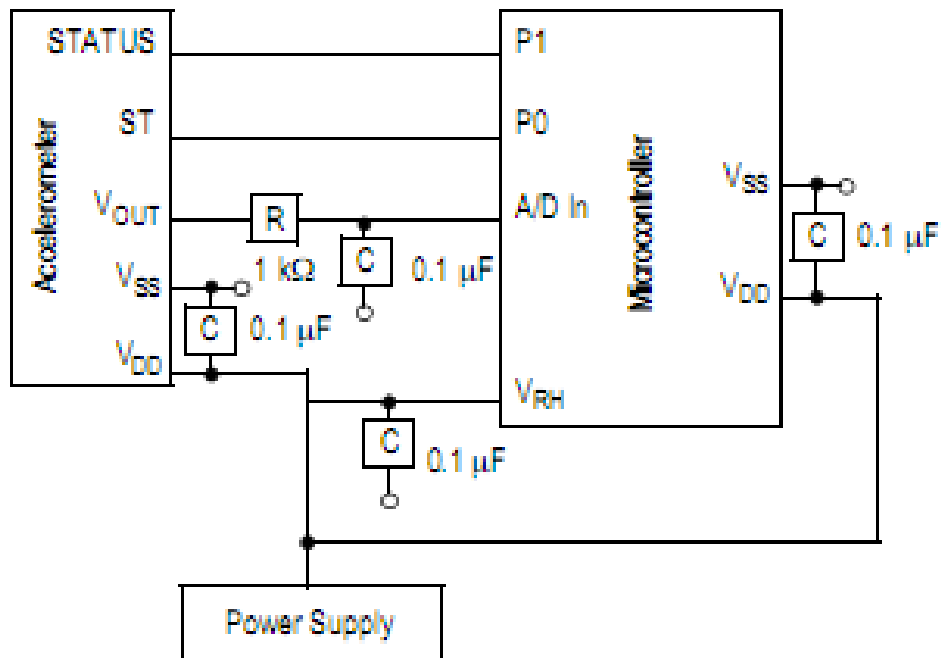 STATUS
ST
VOUT
VSS
VDD
Accelerometer
R
1 kΩ
C
0.1 µF
C
0.1 µF
P1
P0
A/D In
VRH
Microcontroller
VSS
VDD
C
0.1 µF
C
0.1 µF
Power Supply